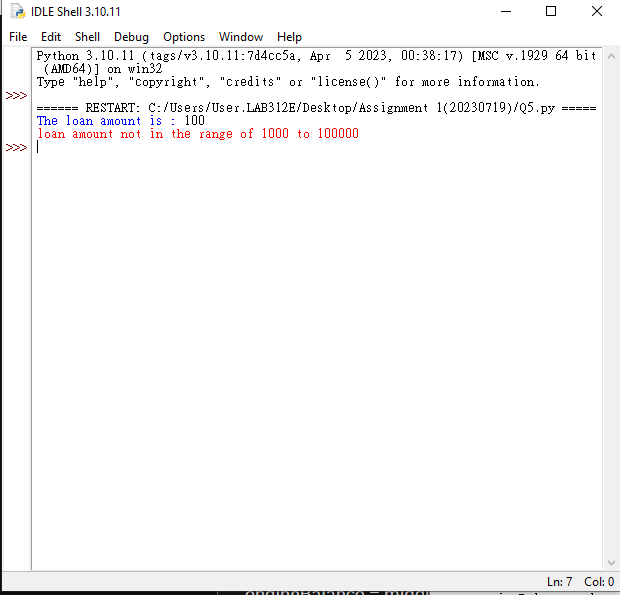 IDLE Shell 3.10.11
File Edit Shell Debug Options Window Help
Python 3.10.11 (tags/v3.10.11:7d4cc5a, Apr  5 2023, 00:38:17) [MSC v.1929 64 bit
(AMD64)] on win32
Type "help", "copyright", "credits" or "license()" for more information.
>>>
====== RESTART: C:/Users/User.LAB312E/Desktop/Assignment 1(20230719)/Q5.py =====
The loan amount is : 100
loan amount not in the range of 1000 to 100000
>>>
Ln: 7 Col: 0